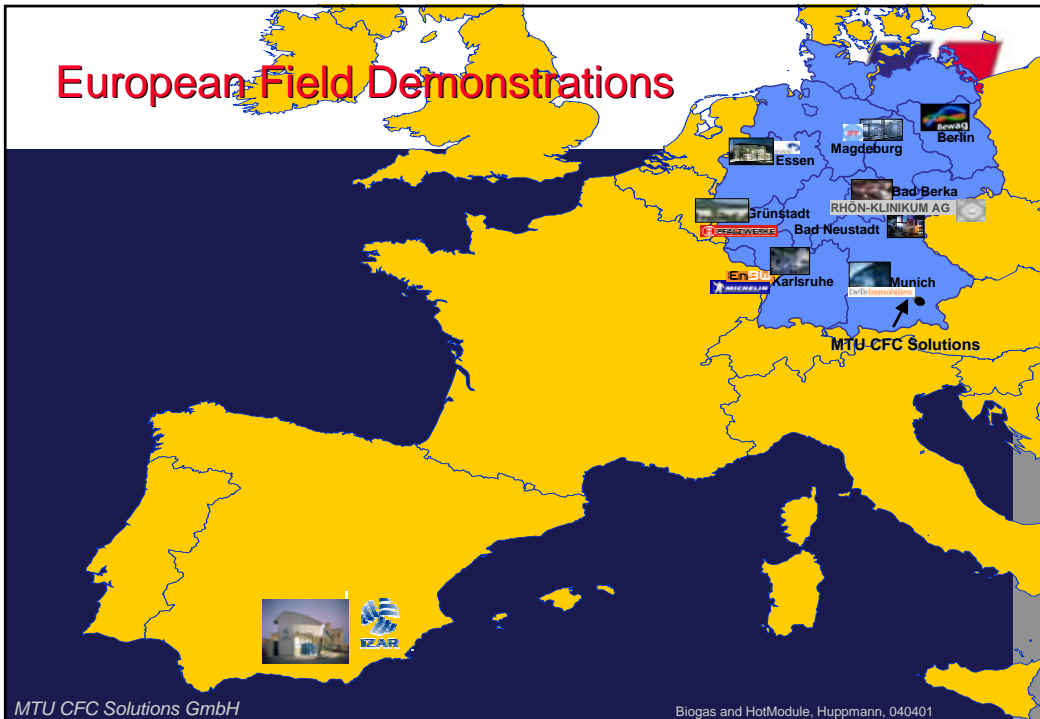 European Field Demonstrations
Bewag
Berlin
Magdeburg
Essen
Bad Berka
RHÖN-KLINIKUM AG
Grünstadt
PFALZWERKE
Bad Neustadt
EnBW
MICHELIN
Karlsruhe
Munich
DeTeImmobilien
MTU CFC Solutions
IZAR
MTU CFC Solutions GmbH
Biogas and HotModule, Huppmann, 040401